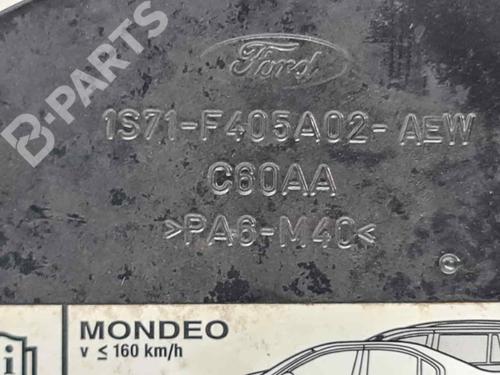 B-PARTS
Ford
1S71-F405A02-AEW
C60AA
>PA6-M40<
C
i
MONDEO
v ≤ 160 km/h